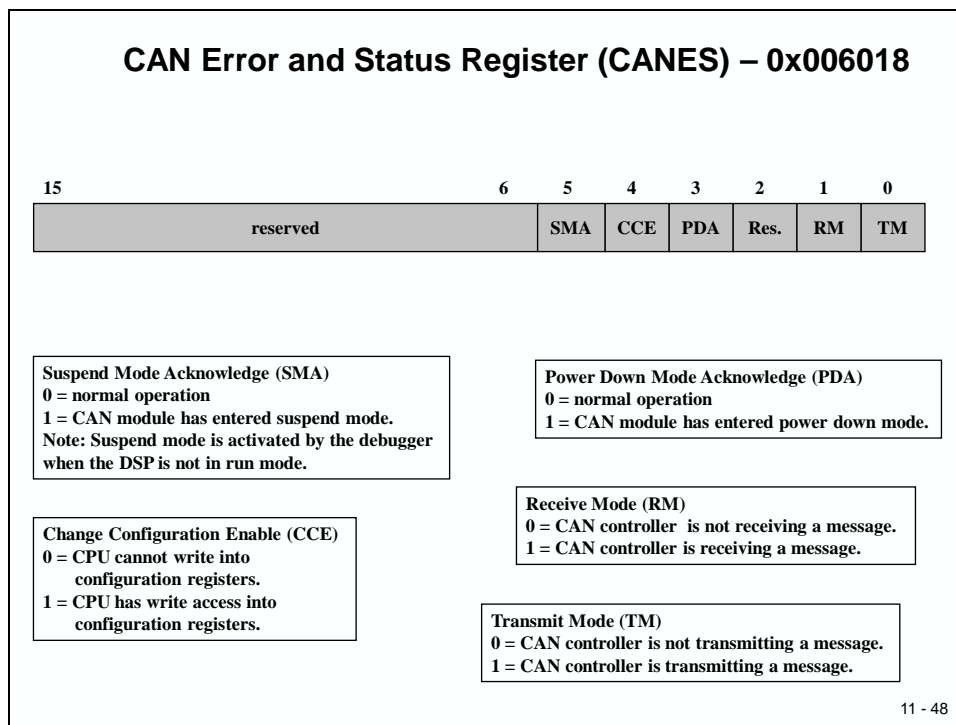 CAN Error and Status Register (CANES) – 0x006018
15 6 5 4 3 2 1 0
reserved SMA CCE PDA Res. RM TM
Suspend Mode Acknowledge (SMA)
0 = normal operation
1 = CAN module has entered suspend mode.
Note: Suspend mode is activated by the debugger
when the DSP is not in run mode.
Power Down Mode Acknowledge (PDA)
0 = normal operation
1 = CAN module has entered power down mode.
Change Configuration Enable (CCE)
0 = CPU cannot write into
configuration registers.
1 = CPU has write access into
configuration registers.
Receive Mode (RM)
0 = CAN controller is not receiving a message.
1 = CAN controller is receiving a message.
Transmit Mode (TM)
0 = CAN controller is not transmitting a message.
1 = CAN controller is transmitting a message.
11 - 48